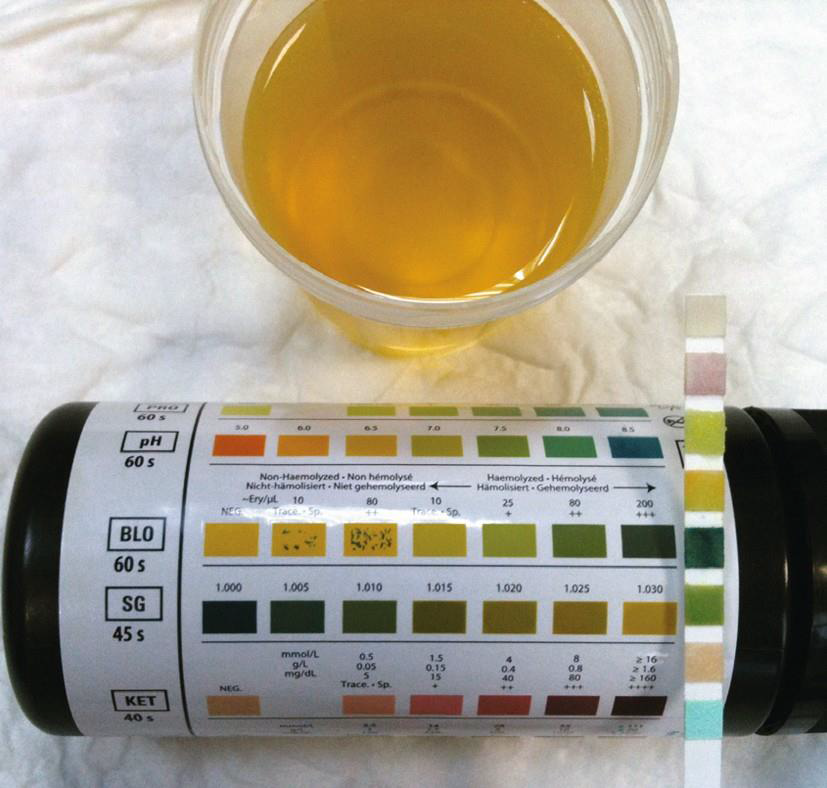 PRO
60 s
5.0 6.0 6.5 7.0 7.5 8.0 8.5
pH
60 s
Non-Haemolyzed • Non hémolysé Haemolyzed • Hémolysé
Nicht-hämolisiert • Niet gehemolyseerd Hämolisiert • Gehemolyseerd
~Ery/µL 10 80 10 25 80 200
NEG. Trace. - Sp. ++ Trace. - Sp. + ++ +++
BLO
60 s
1.000 1.005 1.010 1.015 1.020 1.025 1.030
SG
45 s
mmol/L 0.5 1.5 4 8 ≥ 16
g/L 0.05 0.15 0.4 0.8 ≥ 1.6
mg/dL 5 15 40 80 ≥ 160
NEG. Trace. - Sp. + ++ +++ ++++
KET
40 s